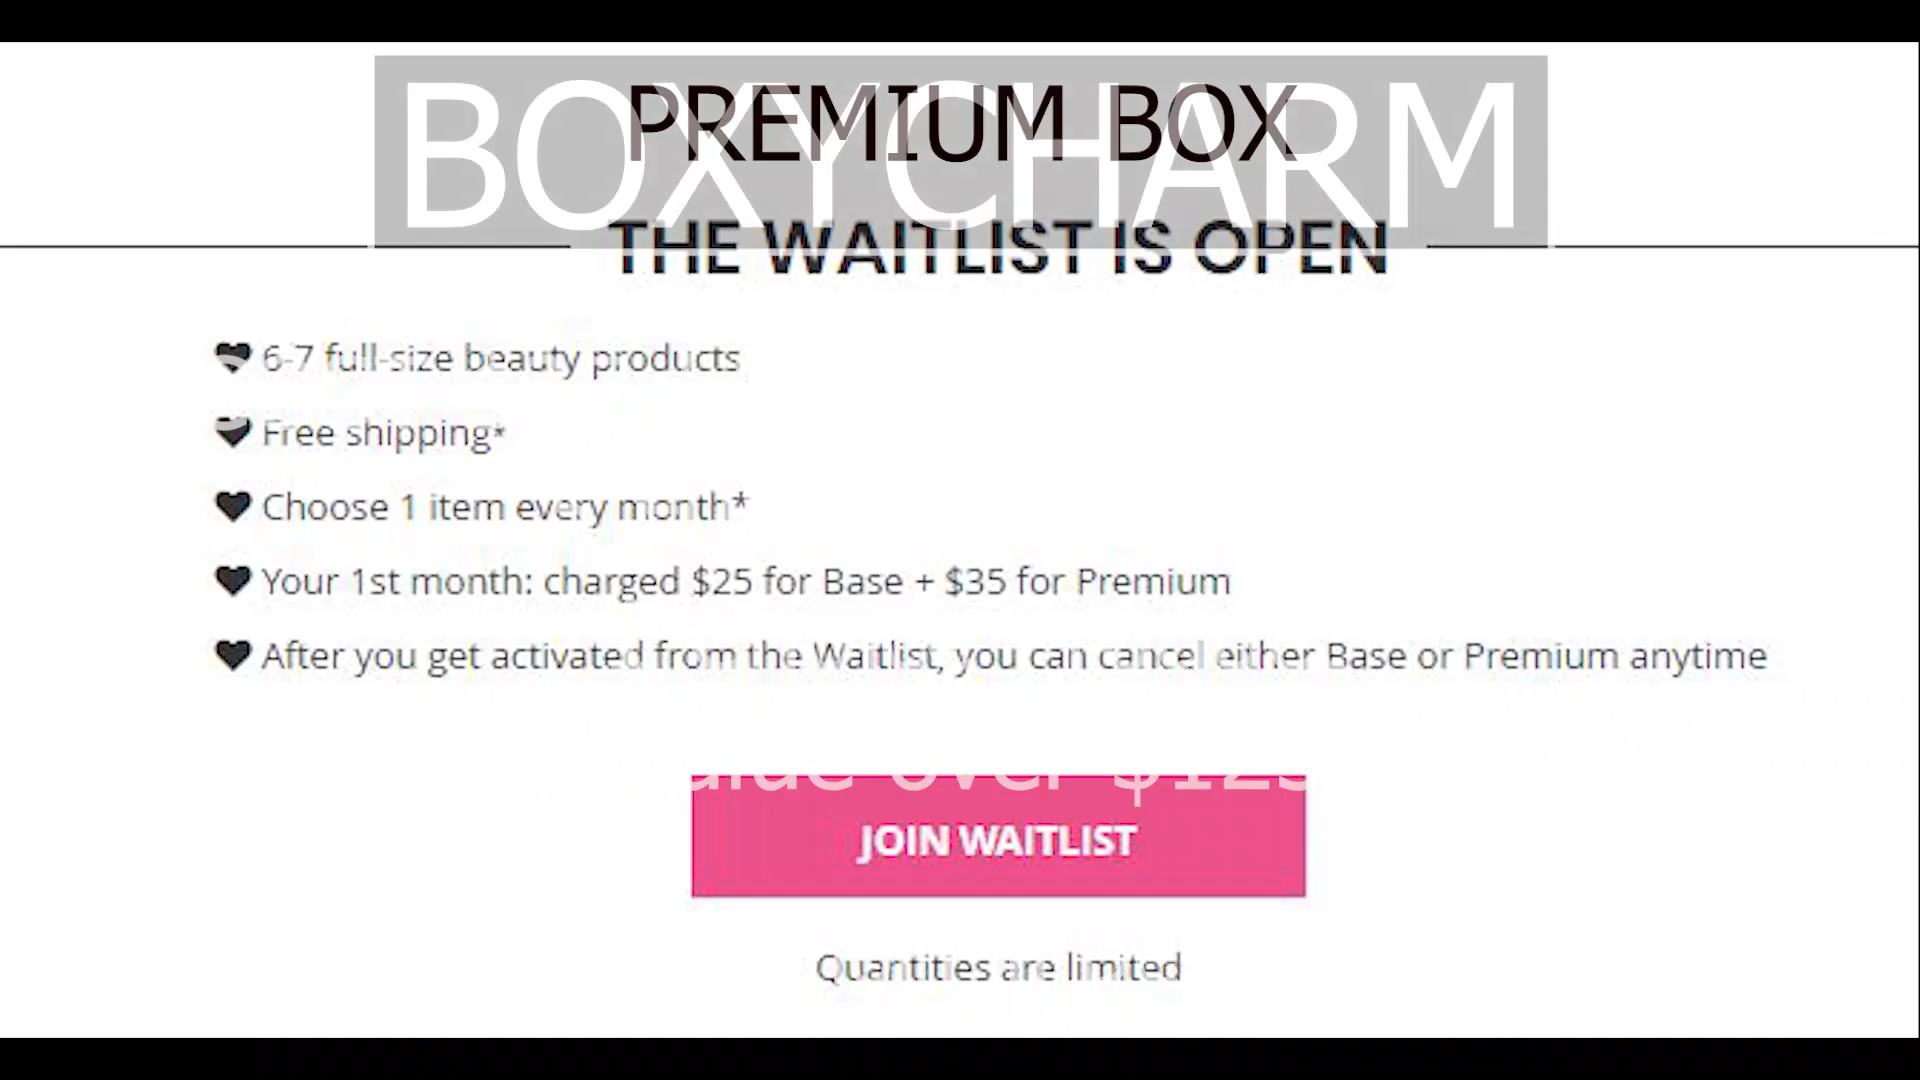 BOXYCHARM
PREMIUM BOX
THE WAITLIST IS OPEN
6-7 full-size beauty products
Free shipping*
Choose 1 item every month*
Your 1st month: charged $25 for Base + $35 for Premium
After you get activated from the Waitlist, you can cancel either Base or Premium anytime
over
JOIN WAITLIST
Quantities are limited